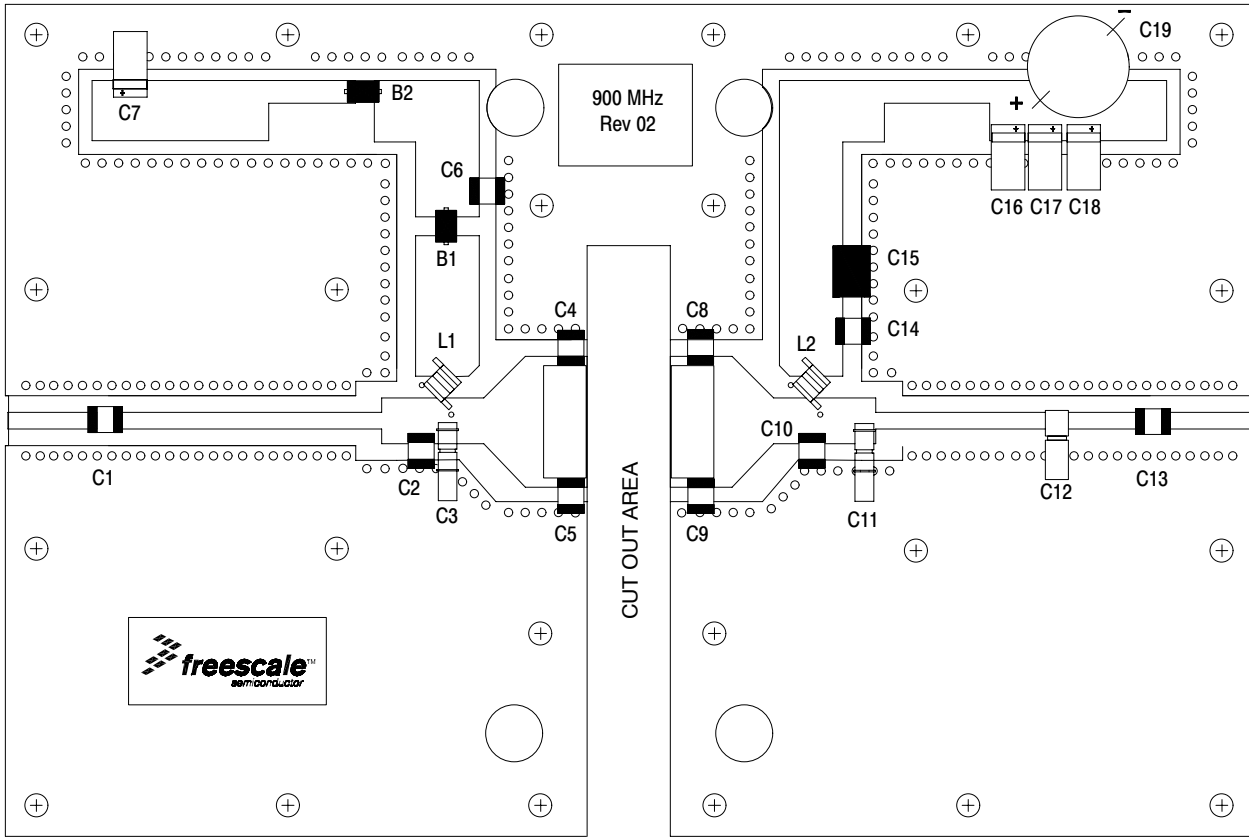 C19
C7
B2
900 MHz
Rev 02
C6
C16 C17 C18
B1
C15
C4
C8
C14
L1
L2
C1
C2
C3
C10
C5
C9
C11
C12
C13
CUT OUT AREA
freescale™
semiconductor